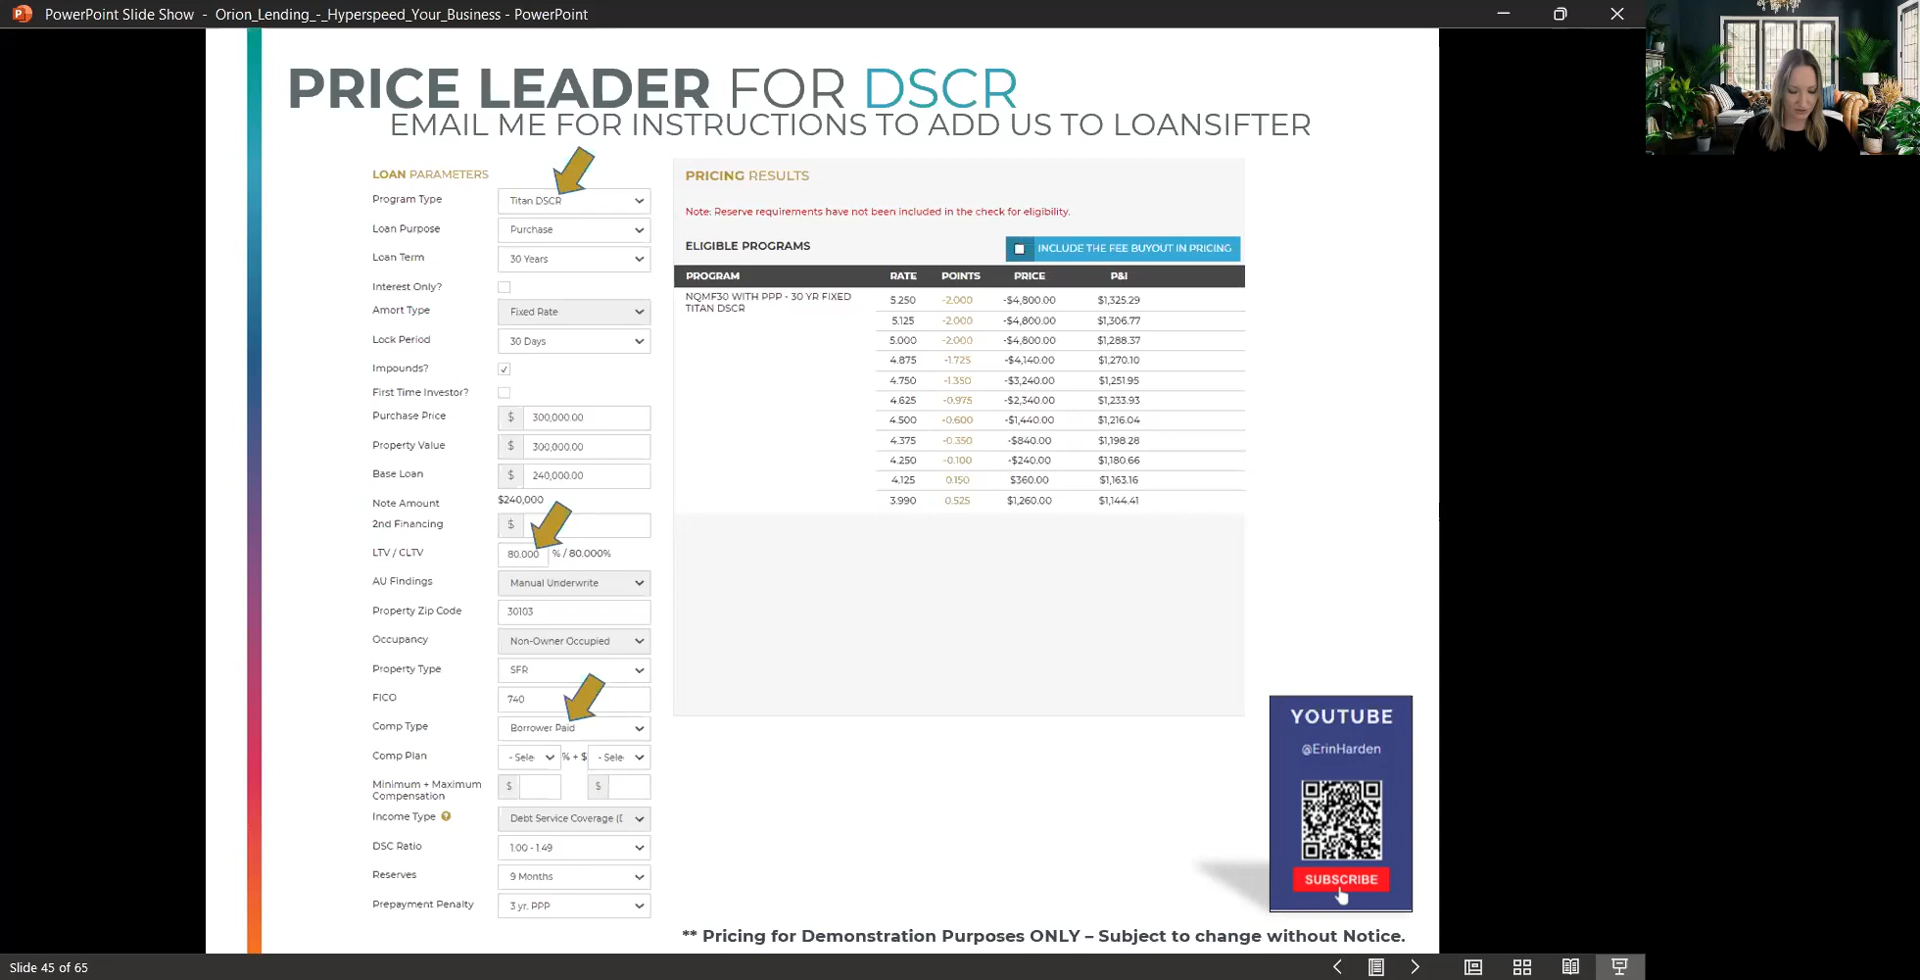 PowerPoint Slide Show - Orion_Lending_-_Hyperspeed_Your_Business - PowerPoint
PRICE LEADER FOR DSCR
EMAIL ME FOR INSTRUCTIONS TO ADD US TO LOANSIFTER
LOAN PARAMETERS
Program Type Titan DSCR
Loan Purpose Purchase
Loan Term 30 Years
Interest Only?
Amort Type Fixed Rate
Lock Period 30 Days
Impounds?
First Time Investor?
Purchase Price $ 300,000.00
Property Value $ 300,000.00
Base Loan $ 240,000.00
Note Amount $240,000
2nd Financing $
LTV / CLTV 80.000 % / 80.000%
AU Findings Manual Underwrite
Property Zip Code 30103
Occupancy Non-Owner Occupied
Property Type SFR
FICO 740
Comp Type Borrower Paid
Comp Plan - Sele % + $ - Sele
Minimum + Maximum $ $
Compensation
Income Type ? Debt Service Coverage (D
DSC Ratio 1.00 - 1.49
Reserves 9 Months
Prepayment Penalty 3 yr. PPP
PRICING RESULTS
Note: Reserve requirements have not been included in the check for eligibility.
ELIGIBLE PROGRAMS INCLUDE THE FEE BUYOUT IN PRICING
PROGRAM RATE POINTS PRICE P&I
NQMF30 WITH PPP - 30 YR FIXED
TITAN DSCR
5.250 -2.000 -$4,800.00 $1,325.29
5.125 -2.000 -$4,800.00 $1,306.77
5.000 -2.000 -$4,800.00 $1,288.37
4.875 -1.725 -$4,140.00 $1,270.10
4.750 -1.350 -$3,240.00 $1,251.95
4.625 -0.975 -$2,340.00 $1,233.93
4.500 -0.600 -$1,440.00 $1,216.04
4.375 -0.350 -$840.00 $1,198.28
4.250 -0.100 -$240.00 $1,180.66
4.125 0.150 $360.00 $1,163.16
3.990 0.525 $1,260.00 $1,144.41
YOUTUBE
@ErinHarden
SUBSCRIBE
** Pricing for Demonstration Purposes ONLY – Subject to change without Notice.
Slide 45 of 65